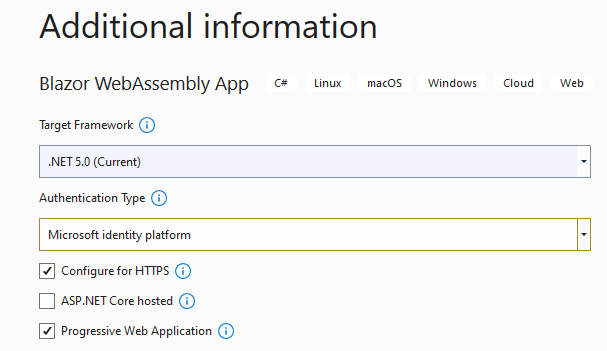 Additional information
Blazor WebAssembly App C# Linux macOS Windows Cloud Web
Target Framework
.NET 5.0 (Current)
Authentication Type
Microsoft identity platform
Configure for HTTPS
ASP.NET Core hosted
Progressive Web Application